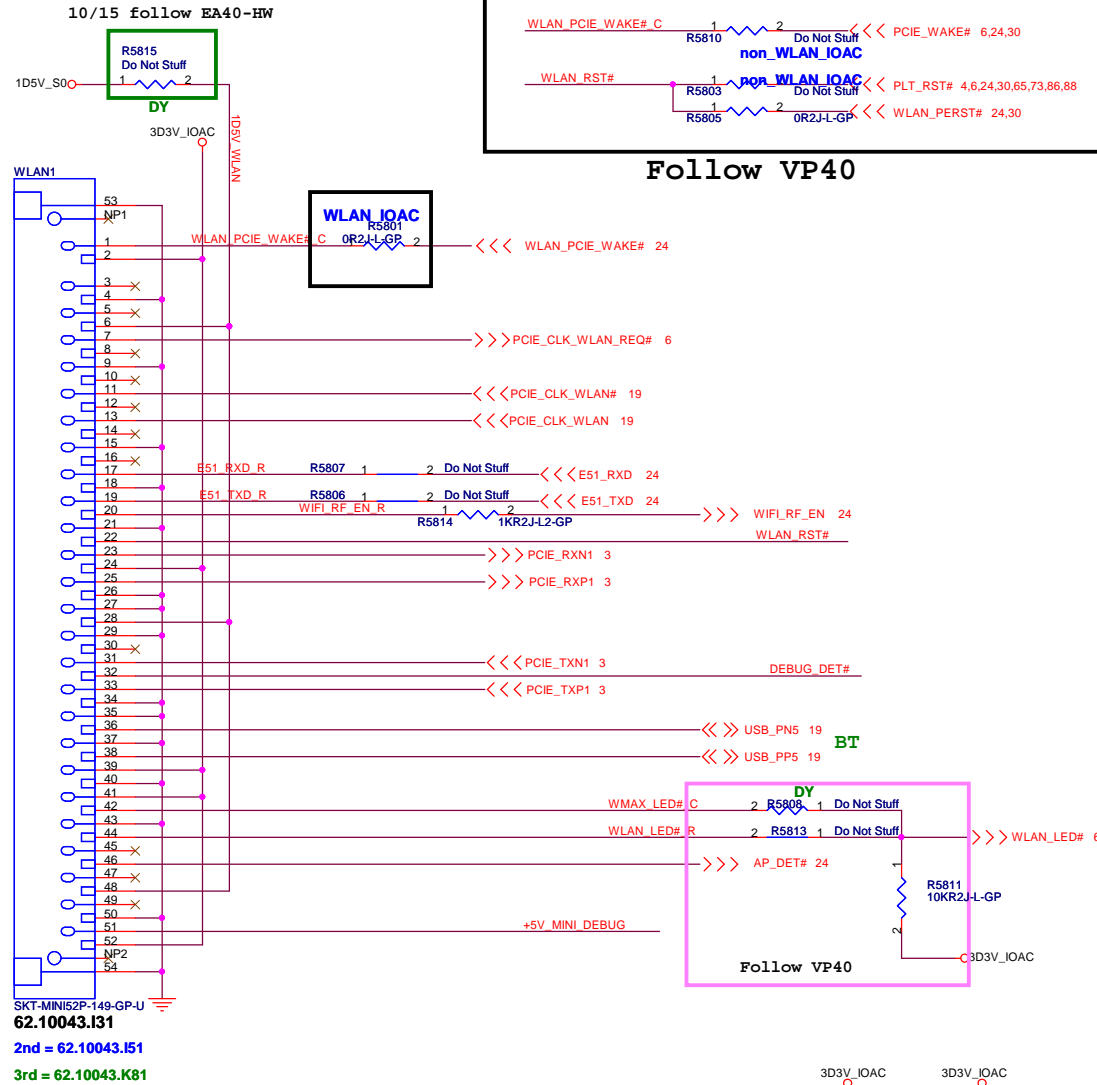 10/15 follow EA40-HW
R5815
Do Not Stuff
1D5V_S0
1 2
DY
1D5V_WLAN
3D3V_IOAC
WLAN_PCIE_WAKE#_C
1 2
R5810
Do Not Stuff
PCIE_WAKE# 6,24,30
non_WLAN_IOAC
WLAN_RST#
1 2
non_WLAN_IOAC
R5803
Do Not Stuff
PLT_RST# 4,6,24,30,65,73,86,88
1 2
R5805
0R2J-L-GP
WLAN_PERST# 24,30
Follow VP40
WLAN1
53
NP1
WLAN_IOAC
R5801
0R2J-L-GP
1 WLAN_PCIE_WAKE#_C 2 WLAN_PCIE_WAKE# 24
2
3
4
5
6
7 PCIE_CLK_WLAN_REQ# 6
8
9
10
11 PCIE_CLK_WLAN# 19
12
13 PCIE_CLK_WLAN 19
14
15
16
17 E51_RXD_R R5807 1 2 Do Not Stuff E51_RXD 24
18
19 E51_TXD_R R5806 1 2 Do Not Stuff E51_TXD 24
20 WIFI_RF_EN_R 1 2 WIFI_RF_EN 24
R5814 1KR2J-L2-GP
21
22 WLAN_RST#
23 PCIE_RXN1 3
24
25 PCIE_RXP1 3
26
27
28
29
30
31 PCIE_TXN1 3
32 DEBUG_DET#
33 PCIE_TXP1 3
34
35
36 USB_PN5 19
37 BT
38 USB_PP5 19
39
40
41 DY
42 WMAX_LED#_C 2 R5808 1 Do Not Stuff
43
44 WLAN_LED#_R 2 R5813 1 Do Not Stuff WLAN_LED# 6
45
46 AP_DET# 24
47
48
49
50
51 +5V_MINI_DEBUG
52
NP2
54
1
R5811
10KR2J-L-GP
2
3D3V_IOAC
Follow VP40
SKT-MINI52P-149-GP-U
62.10043.I31
2nd = 62.10043.I51
3rd = 62.10043.K81
3D3V_IOAC 3D3V_IOAC